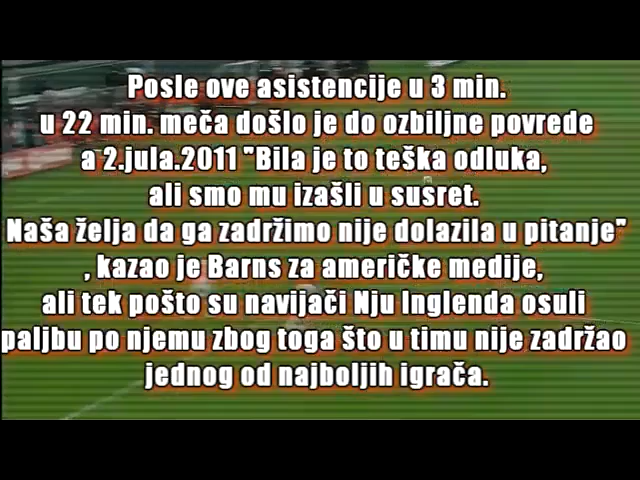 Posle ove asistencije u 3 min.
u 22 min. meča došlo je do ozbiljne povrede
a 2.jula.2011 "Bila je to teška odluka,
ali smo mu izašli u susret.
Naša želja da ga zadržimo nije dolazila u pitanje"
, kazao je Barns za američke medije,
ali tek pošto su navijači Nju Inglenda osuli
paljbu po njemu zbog toga što u timu nije zadržao
jednog od najboljih igrača.